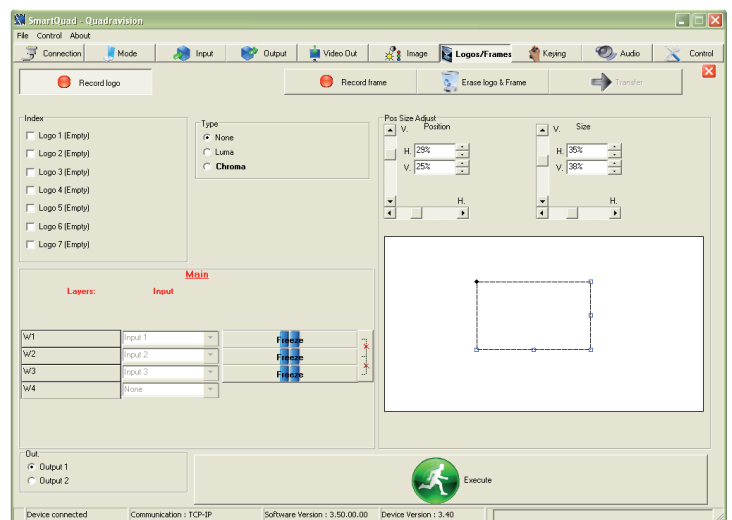 SmartQuad - Quadravision
File Control About
Connection Mode Input Output Video Out Image Logos/Frames Keying Audio Control
Record logo Record frame Erase logo & Frame Transfer
Index
Logo 1 (Empty)
Logo 2 (Empty)
Logo 3 (Empty)
Logo 4 (Empty)
Logo 5 (Empty)
Logo 6 (Empty)
Logo 7 (Empty)
Type
None
Luma
Chroma
Pos Size Adjust
V. Position
H. 29%
V. 25%
H.
V. Size
H. 35%
V. 38%
H.
Main
Layers: Input
W1 Input 1 Freeze
W2 Input 2 Freeze
W3 Input 3 Freeze
W4 None
Out.
Output 1
Output 2
Execute
Device connected Communication : TCP-IP Software Version : 3.50.00.00 Device Version : 3.40